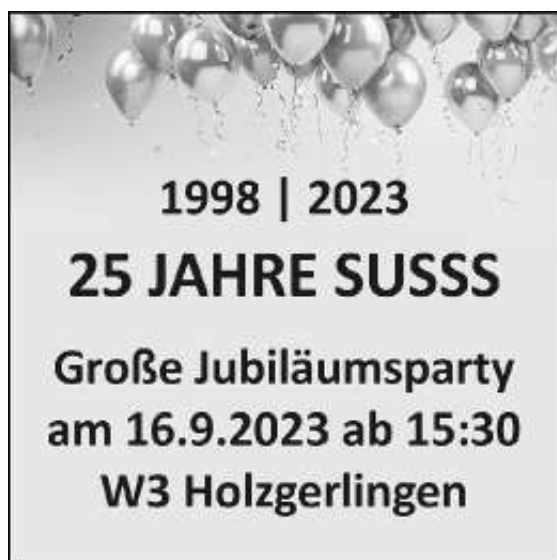 1998 | 2023
25 JAHRE SUSSS
Große Jubiläumsparty
am 16.9.2023 ab 15:30
W3 Holzgerlingen